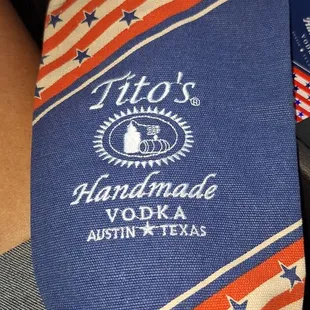 Tito's®
Handmade
VODKA
AUSTIN ★ TEXAS